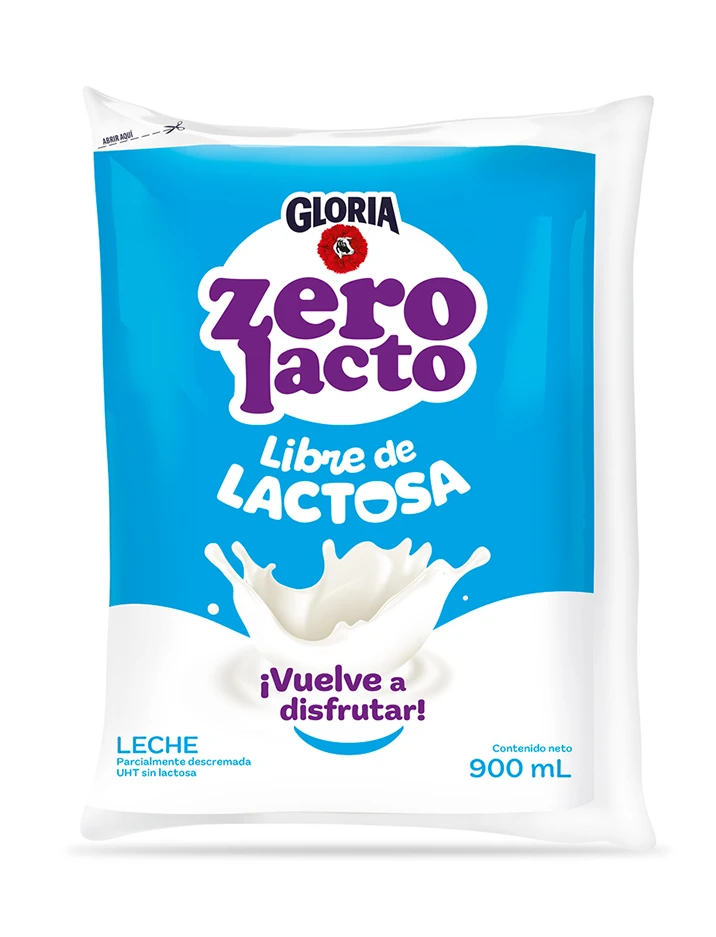 ABRIR AQUÍ
GLORIA
zero
lacto
Libre de
LACTOSA
¡Vuelve a
disfrutar!
LECHE
Parcialmente descremada
UHT sin lactosa
Contenido neto
900 mL